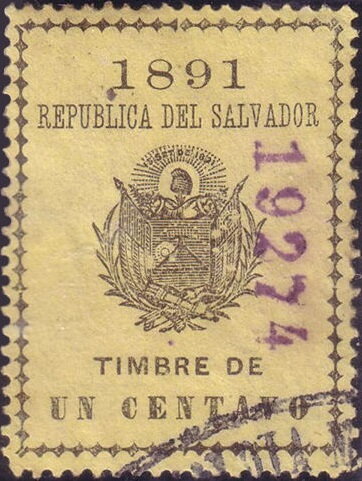 1891
REPUBLICA DEL SALVADOR
19274
TIMBRE DE
UN CENTAVO